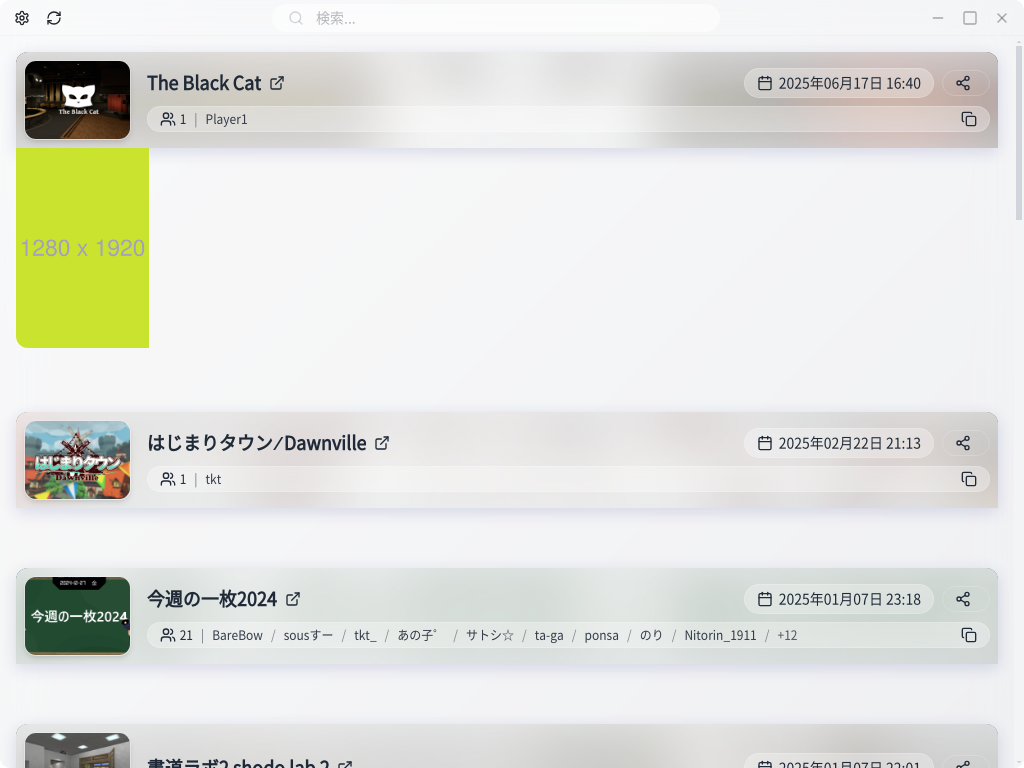 検索...
The Black Cat
2025年06月17日 16:40
The Black Cat
1 | Player1
1280 x 1920
はじまりタウン/Dawnville
2025年02月22日 21:13
はじまりタウン
Dawnville
1 | tkt
今週の一枚2024
2025年01月07日 23:18
今週の一枚2024
21 | BareBow / sousすー / tkt_ / あの子゜ / サトシ☆ / ta-ga / ponsa / のり / Nitorin_1911 / +12
書道ラボ2 shodo lab 2
2025年01月07日 22:01